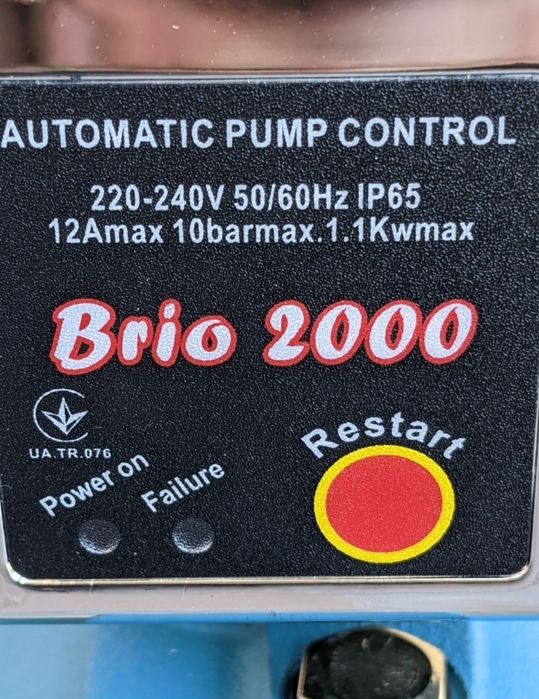 AUTOMATIC PUMP CONTROL
220-240V 50/60Hz IP65
12Amax 10barmax.1.1Kwmax
Brio 2000
UA.TR.076
Power on
Failure
Restart